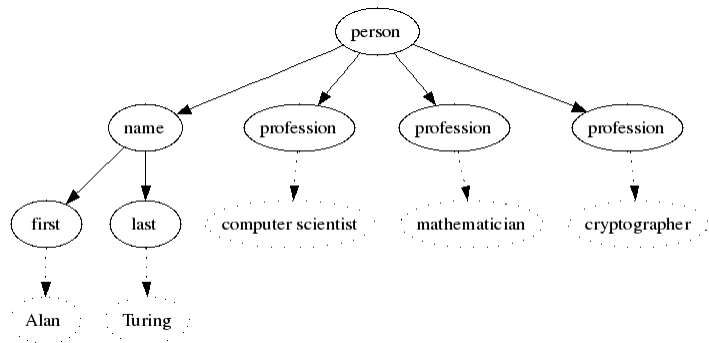 person
name profession profession profession
first last computer scientist mathematician cryptographer
Alan Turing